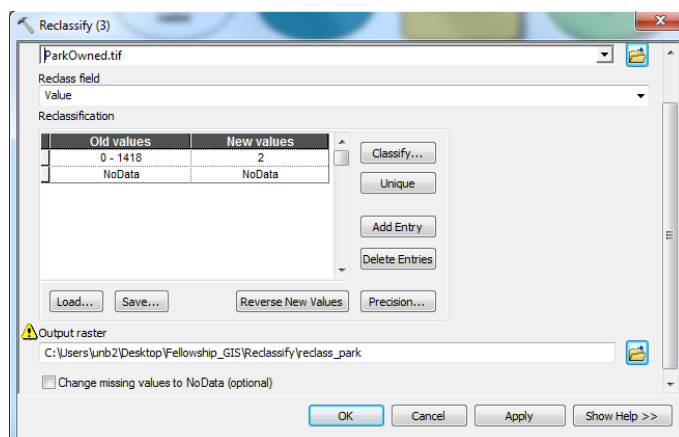 Reclassify (3)
ParkOwned.tif
Reclass field
Value
Reclassification
Old values New values
0 - 1418 2
NoData NoData
Classify...
Unique
Add Entry
Delete Entries
Load... Save... Reverse New Values Precision...
Output raster
C:\Users\unb2\Desktop\Fellowship_GIS\Reclassify\reclass_park
Change missing values to NoData (optional)
OK Cancel Apply Show Help >>